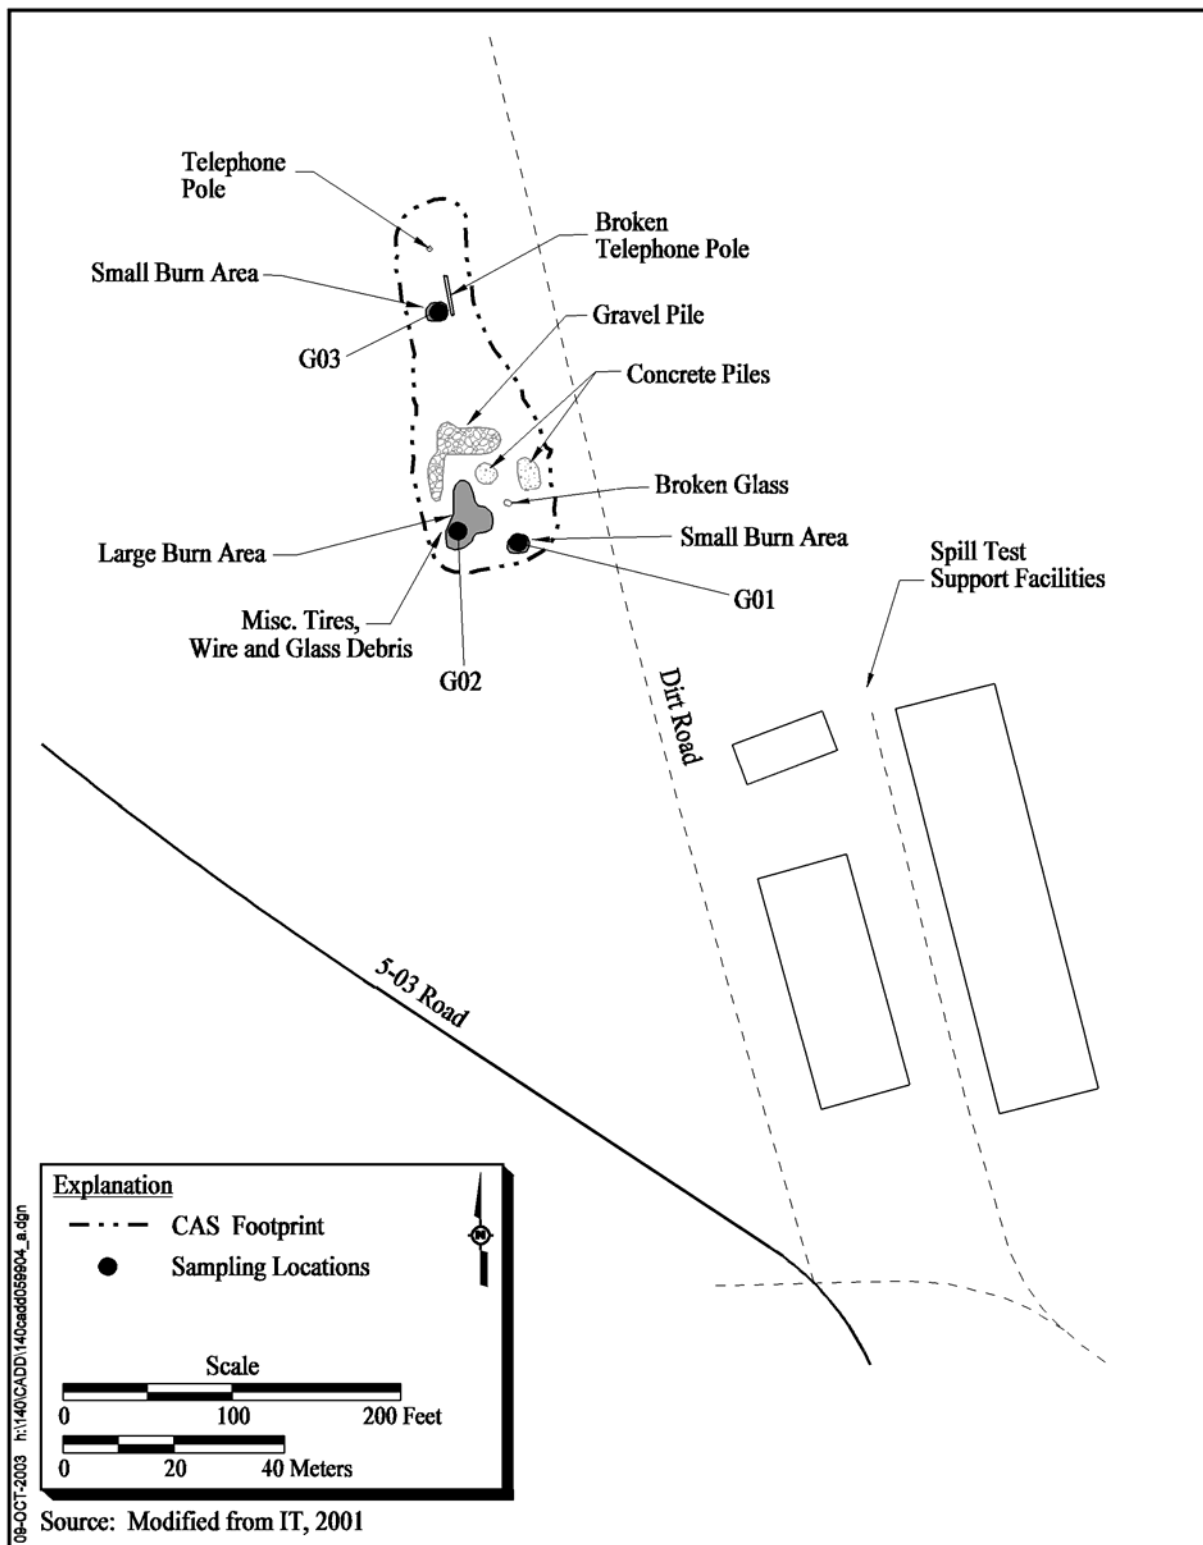 Telephone
Pole
Broken
Telephone Pole
Small Burn Area
Gravel Pile
G03
Concrete Piles
Broken Glass
Small Burn Area
Large Burn Area
Spill Test
Support Facilities
G01
Misc. Tires,
Wire and Glass Debris
G02
Dirt Road
5-03 Road
Explanation
CAS Footprint
Sampling Locations
N
Scale
0 100 200 Feet
0 20 40 Meters
Source: Modified from IT, 2001
09-OCT-2003 h:\140\CADD\140cadd059904_a.dgn